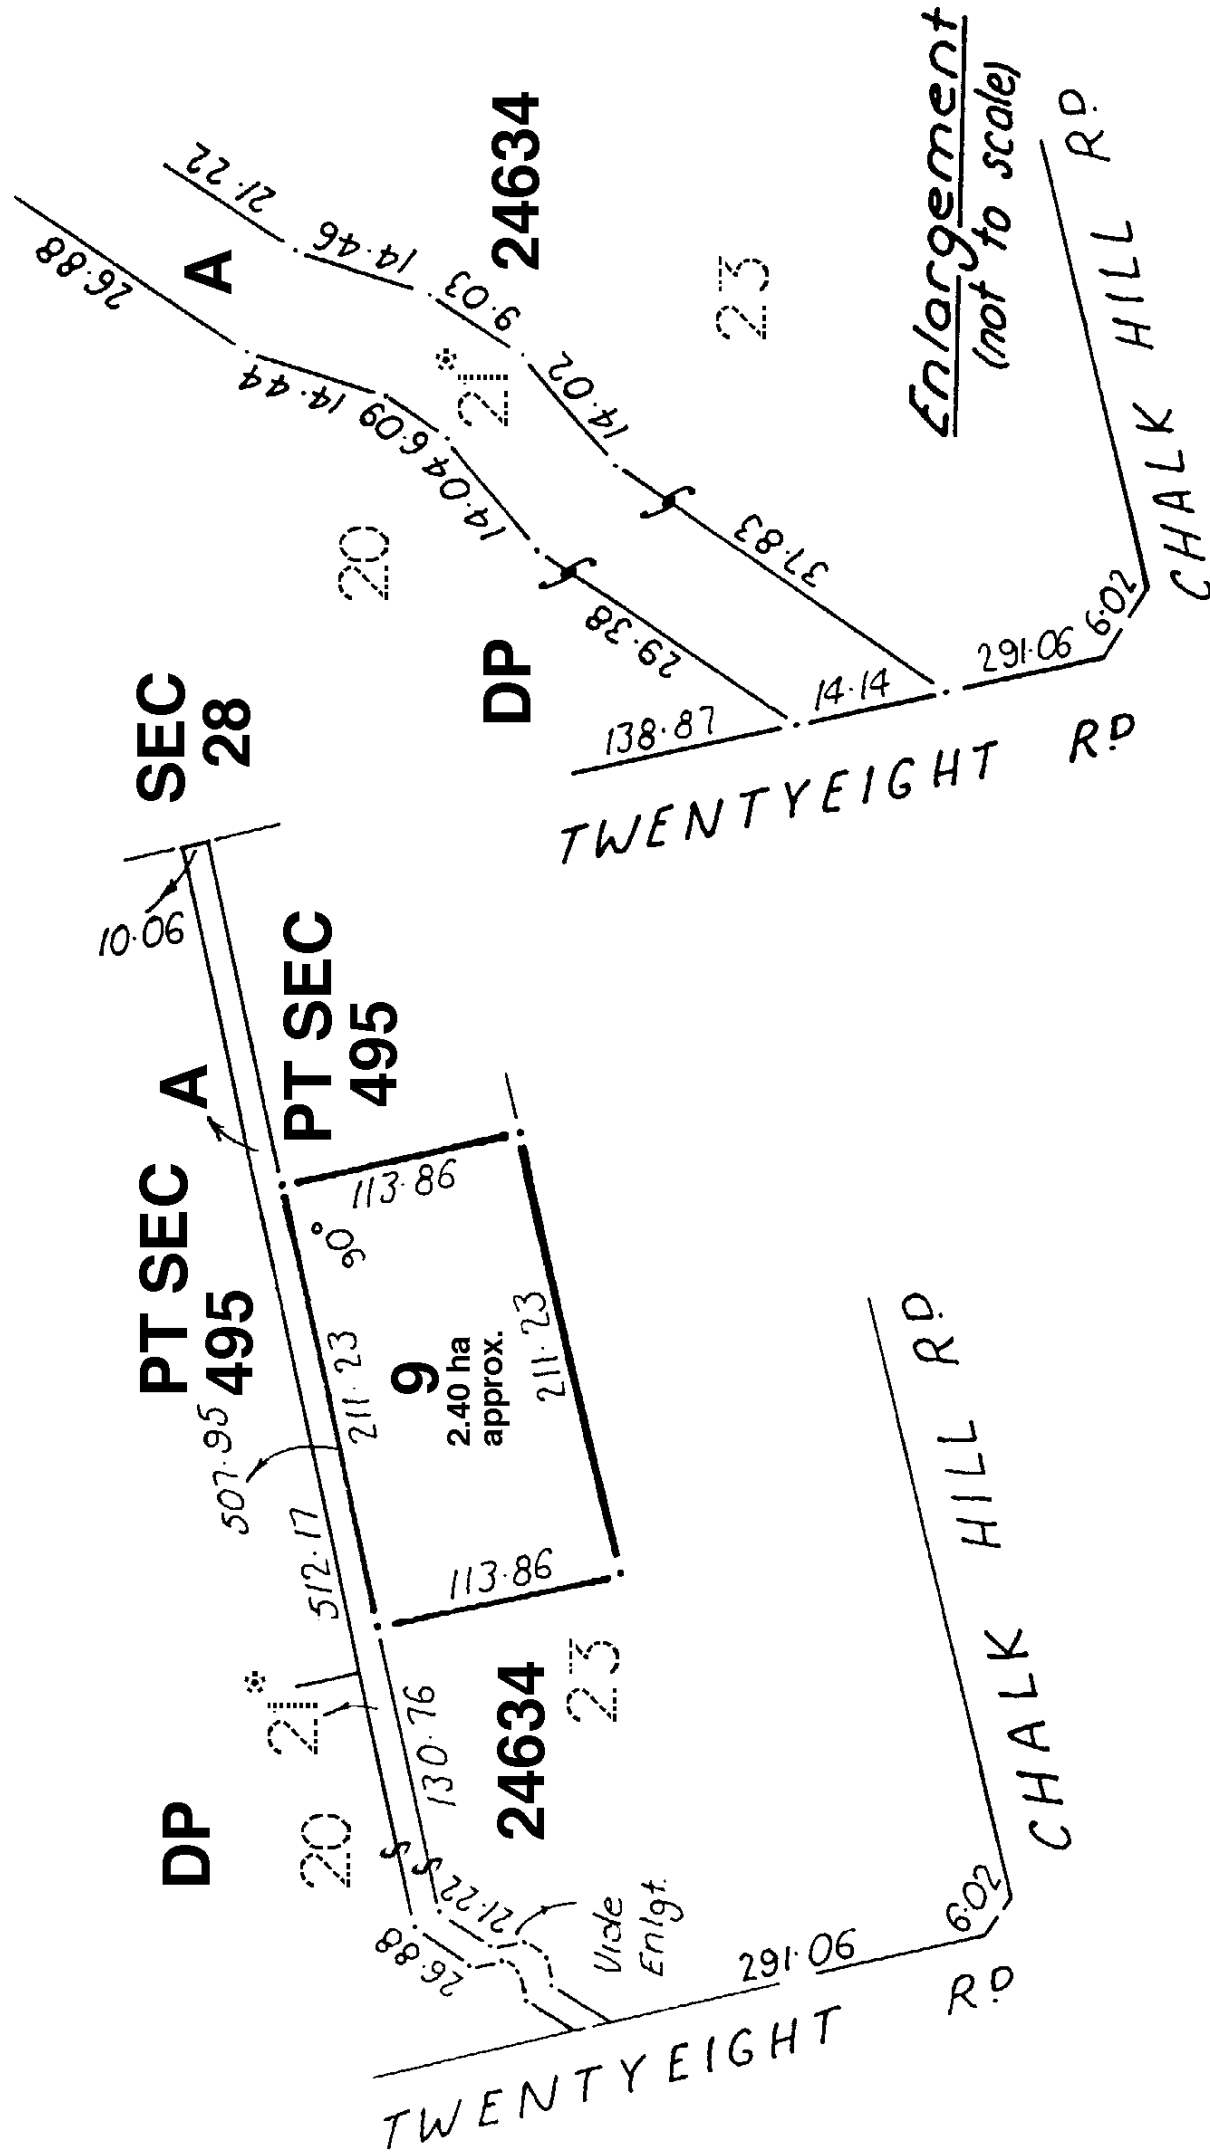 SEC
28
10.06
PT SEC
495
A
PT SEC
495
507.95
512.17
211.23
90°
113.86
9
2.40 ha
approx.
211.23
113.86
DP
20
21*
130.76
24634
23
26.88
21.22
Vide
Enlgt.
291.06
6.02
TWENTYEIGHT RD
CHALK HILL RD.
26.88
A
21.22
14.44
14.46
6.09
9.03
14.04
21*
14.02
24634
20
23
DP
29.38
37.83
138.87
14.14
291.06
6.02
TWENTYEIGHT RD
CHALK HILL RD.
Enlargement
(not to scale)